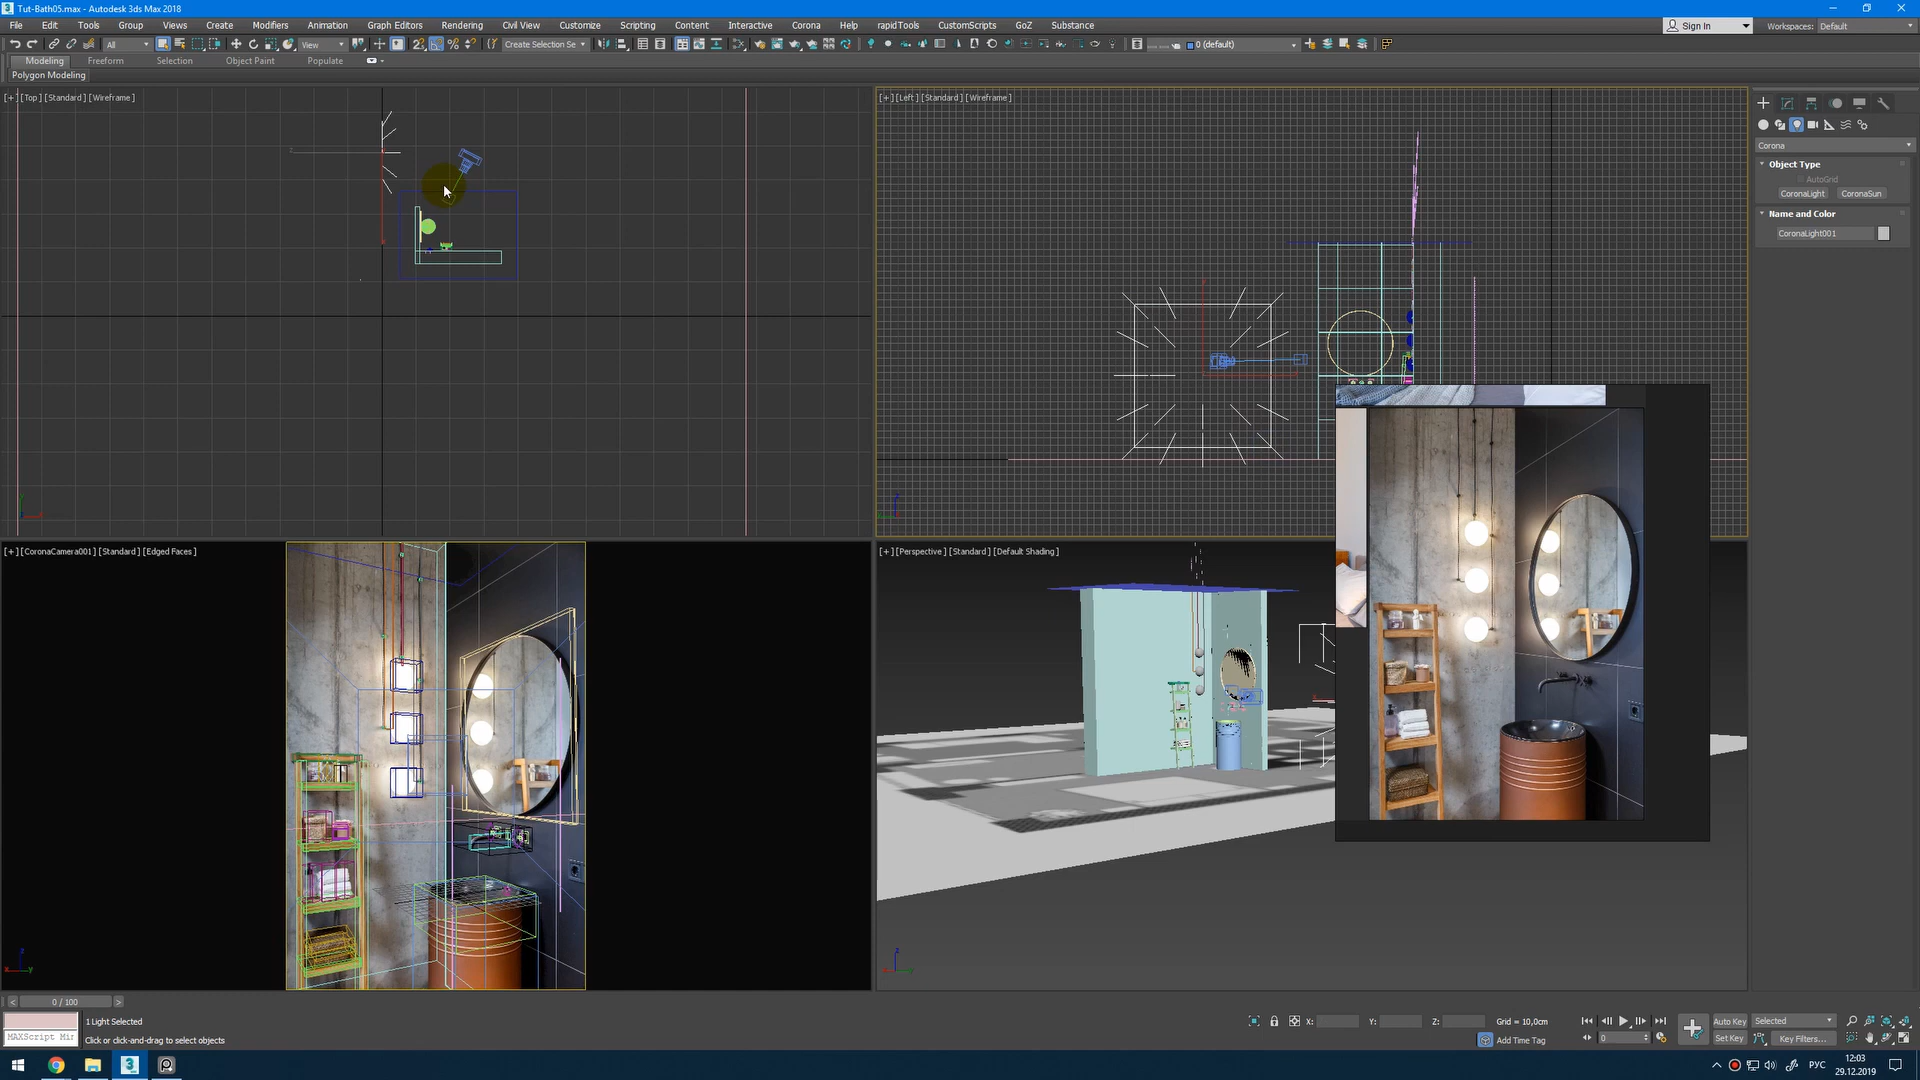 Tut-Bath05.max - Autodesk 3ds Max 2018
File Edit Tools Group Views Create Modifiers Animation Graph Editors Rendering Civil View Customize Scripting Content Interactive Corona Help rapidTools CustomScripts GoZ Substance
Sign In
Workspaces: Default
All
View
Create Selection Se
0 (default)
Modeling Freeform Selection Object Paint Populate
Polygon Modeling
[+] [Top] [Standard] [Wireframe]
[+] [Left] [Standard] [Wireframe]
Corona
Object Type
AutoGrid
CoronaLight CoronaSun
Name and Color
CoronaLight001
[+] [CoronaCamera001] [Standard] [Edged Faces]
[+] [Perspective] [Standard] [Default Shading]
0 / 100
1 Light Selected
X: Y: Z: Grid = 10,0cm
Auto Key Selected
MAXScript Mir
Click or click-and-drag to select objects
Add Time Tag
0
Set Key Key Filters...
РУС
12:03
29.12.2019